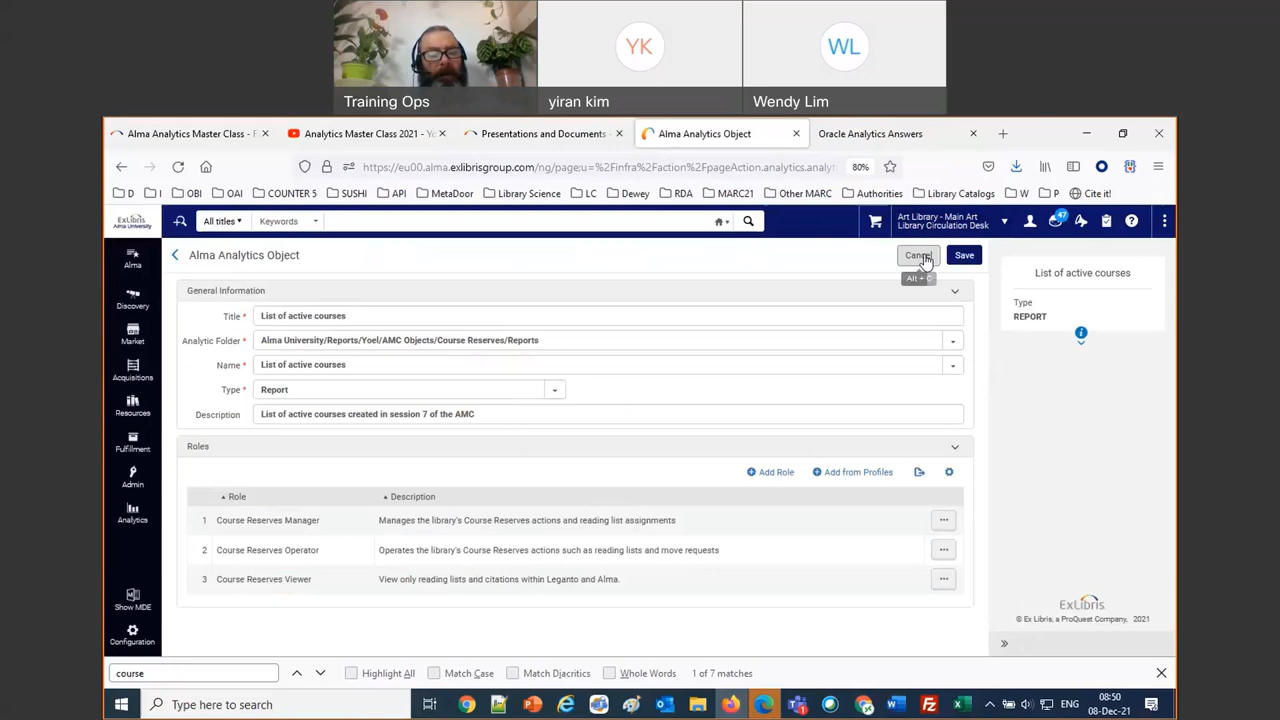 YK
WL
Training Ops
yiran kim
Wendy Lim
Alma Analytics Master Class - F
Analytics Master Class 2021 - Yo
Presentations and Documents -
Alma Analytics Object
Oracle Analytics Answers
https://eu00.alma.exlibrisgroup.com/ng/page;u=%2Finfra%2Faction%2FpageAction.analytics.analyt
80%
D
I
OBI
OAI
COUNTER 5
SUSHI
API
MetaDoor
Library Science
LC
Dewey
RDA
MARC21
Other MARC
Authorities
Library Catalogs
W
P
Cite it!
ExLibris
Alma University
All titles
Keywords
Art Library - Main Art
Library Circulation Desk
47
Alma
Discovery
Market
Acquisitions
Resources
Fulfillment
Admin
Analytics
Show MDE
Configuration
Alma Analytics Object
Cancel
Save
Alt + C
General Information
Title * List of active courses
Analytic Folder * Alma University/Reports/Yoel/AMC Objects/Course Reserves/Reports
Name * List of active courses
Type * Report
Description List of active courses created in session 7 of the AMC
Roles
Add Role
Add from Profiles
Role Description
1 Course Reserves Manager Manages the library's Course Reserves actions and reading list assignments
2 Course Reserves Operator Operates the library's Course Reserves actions such as reading lists and move requests
3 Course Reserves Viewer View only reading lists and citations within Leganto and Alma.
List of active courses
Type
REPORT
ExLibris
© Ex Libris, a ProQuest Company, 2021
course
Highlight All
Match Case
Match Diacritics
Whole Words
1 of 7 matches
Type here to search
ENG
08:50
08-Dec-21